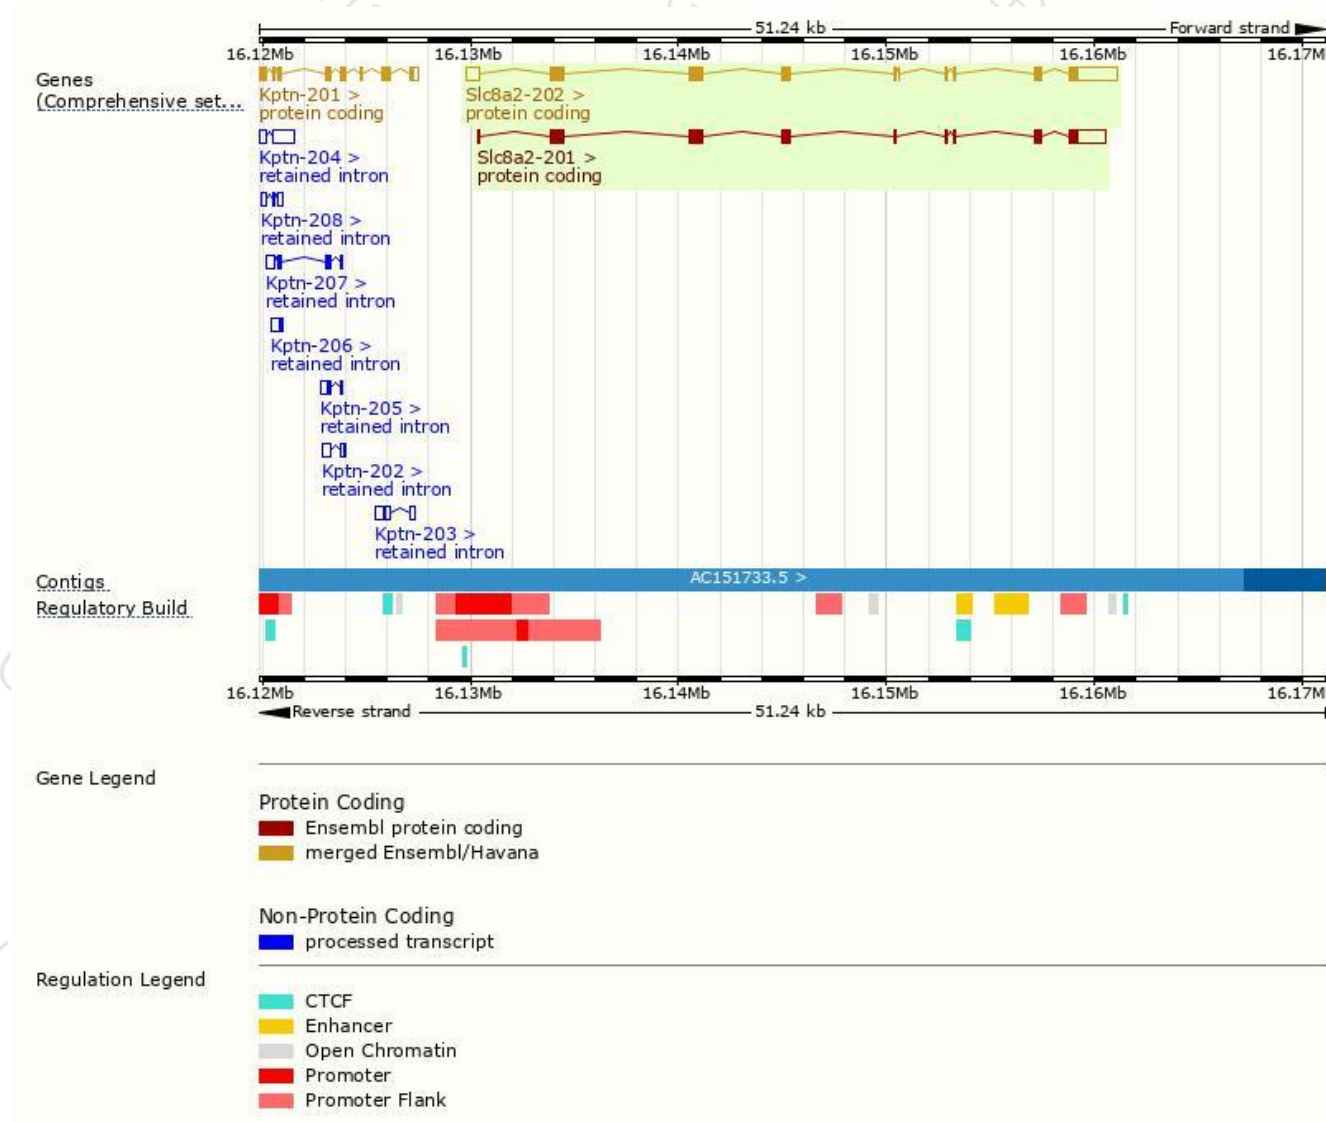 51.24 kb Forward strand
16.12Mb 16.13Mb 16.14Mb 16.15Mb 16.16Mb 16.17M
Genes
(Comprehensive set...
Kptn-201 >
protein coding
Slc8a2-202 >
protein coding
Kptn-204 >
retained intron
Slc8a2-201 >
protein coding
Kptn-208 >
retained intron
Kptn-207 >
retained intron
Kptn-206 >
retained intron
Kptn-205 >
retained intron
Kptn-202 >
retained intron
Kptn-203 >
retained intron
Contigs
AC151733.5 >
Regulatory Build
16.12Mb 16.13Mb 16.14Mb 16.15Mb 16.16Mb 16.17M
Reverse strand 51.24 kb
Gene Legend
Protein Coding
Ensembl protein coding
merged Ensembl/Havana
Non-Protein Coding
processed transcript
Regulation Legend
CTCF
Enhancer
Open Chromatin
Promoter
Promoter Flank